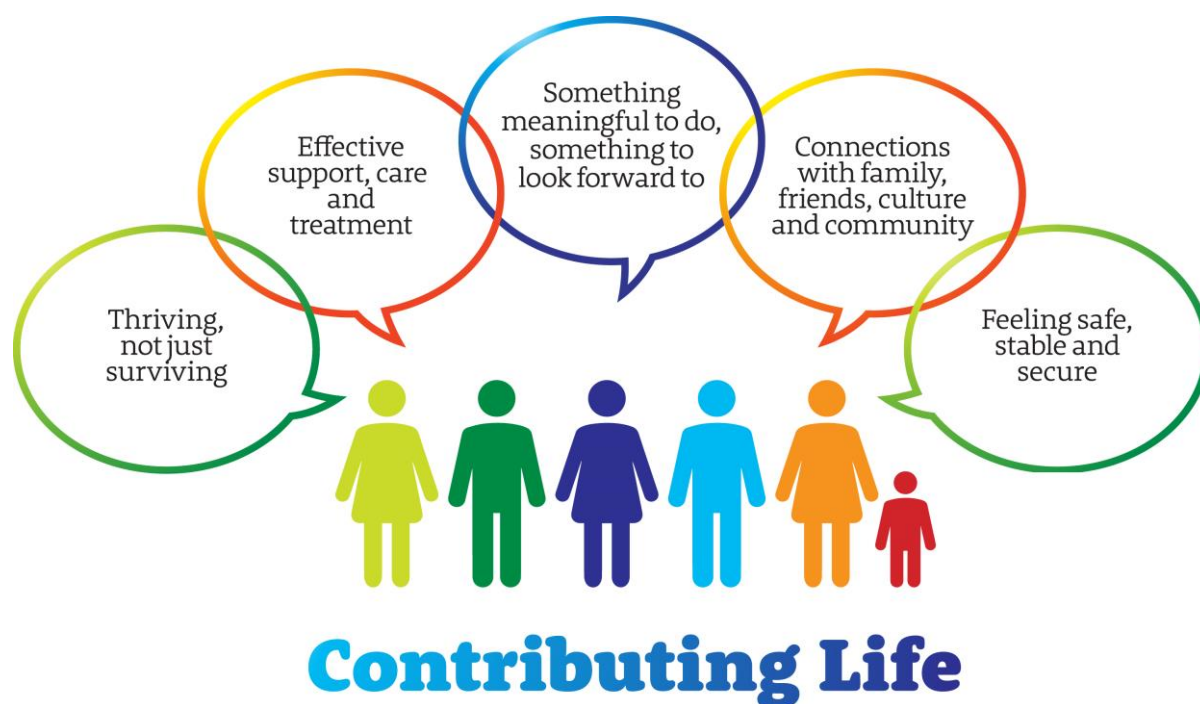 Thriving,
not just
surviving
Effective
support, care
and
treatment
Something
meaningful to do,
something to
look forward to
Connections
with family,
friends, culture
and community
Feeling safe,
stable and
secure
Contributing Life